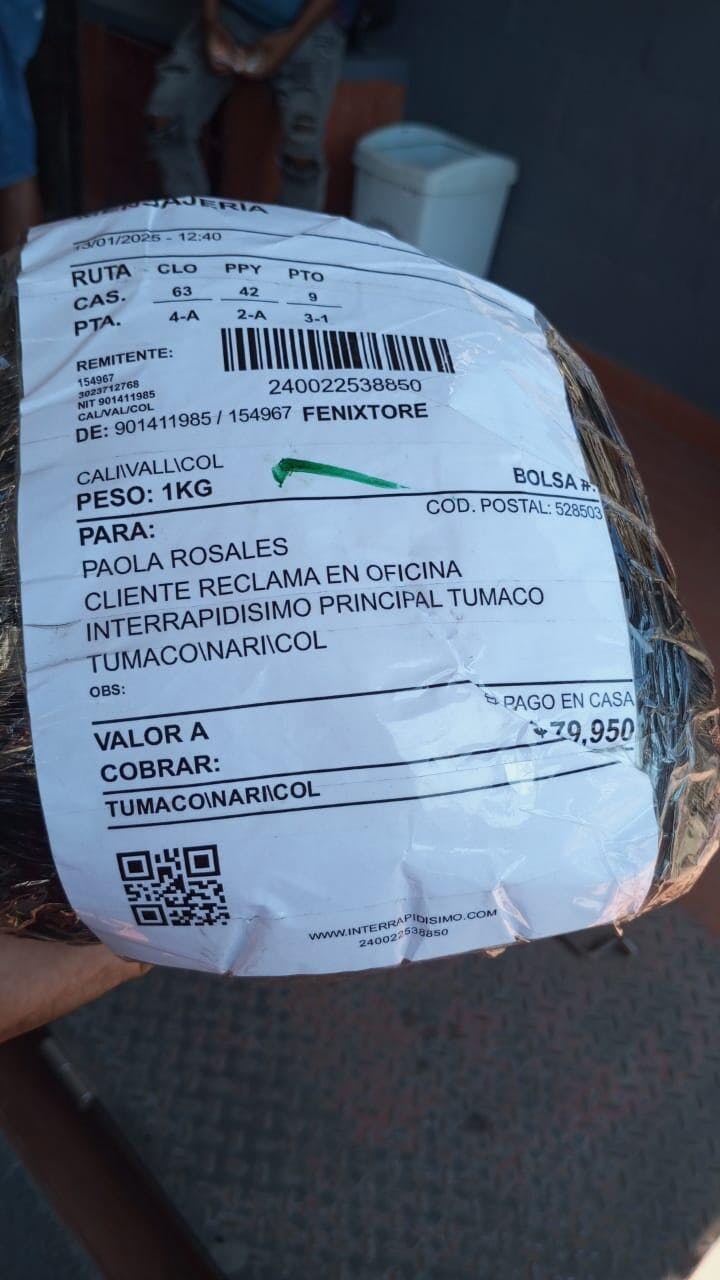 MENSAJERIA
13/01/2025 - 12:40
RUTA CLO PPY PTO
CAS. 63 42 9
PTA. 4-A 2-A 3-1
REMITENTE:
154967
3023712768
NIT 901411985
CAL/VAL/COL
240022538850
DE: 901411985 / 154967 FENIXTORE
CALI\VALL\COL
PESO: 1KG
BOLSA #:
COD. POSTAL: 528503
PARA:
PAOLA ROSALES
CLIENTE RECLAMA EN OFICINA
INTERRAPIDISIMO PRINCIPAL TUMACO
TUMACO\NARI\COL
OBS:
PAGO EN CASA
VALOR A
COBRAR:
79,950
TUMACO\NARI\COL
WWW.INTERRAPIDISIMO.COM
240022538850